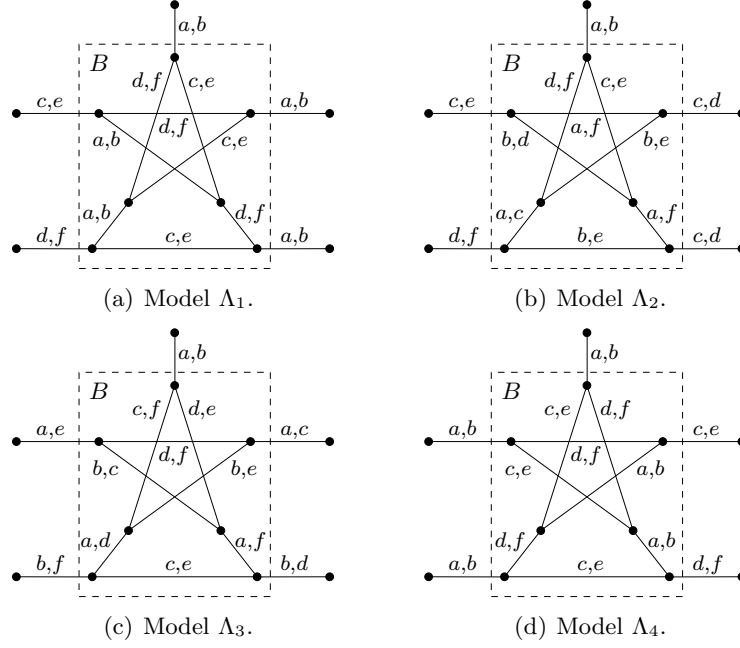 a,b a,b
B B
d,f c,e d,f c,e
c,e a,b c,e c,d
a,b d,f c,e b,d a,f b,e
a,b d,f a,c a,f
d,f c,e a,b d,f b,e c,d
(a) Model Λ₁. (b) Model Λ₂.
a,b a,b
B B
c,f d,e c,e d,f
a,e a,c a,b c,e
b,c d,f b,e c,e d,f a,b
a,d a,f d,f a,b
b,f c,e b,d a,b c,e d,f
(c) Model Λ₃. (d) Model Λ₄.